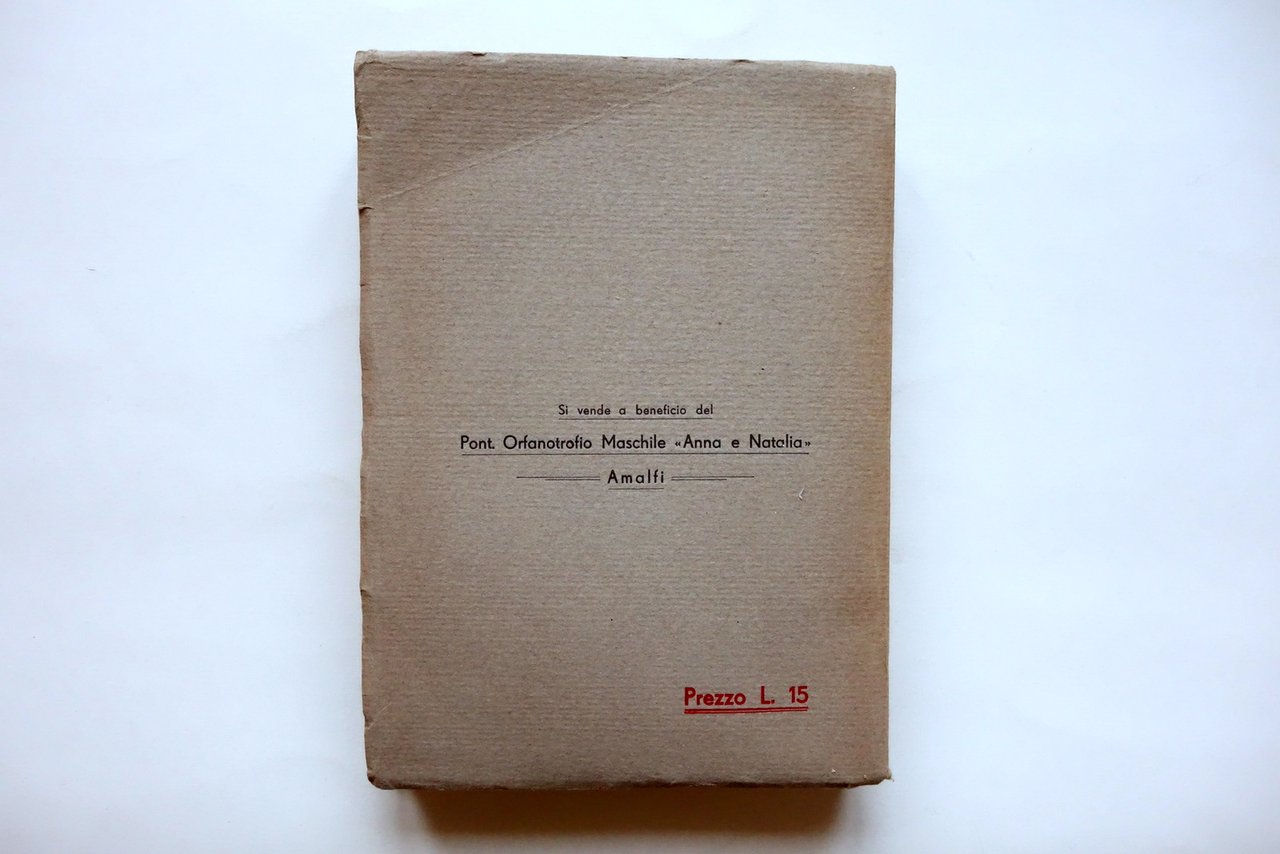 Si vende a beneficio del
Pont. Orfanotrofio Maschile «Anna e Natalia»
Amalfi
Prezzo L. 15